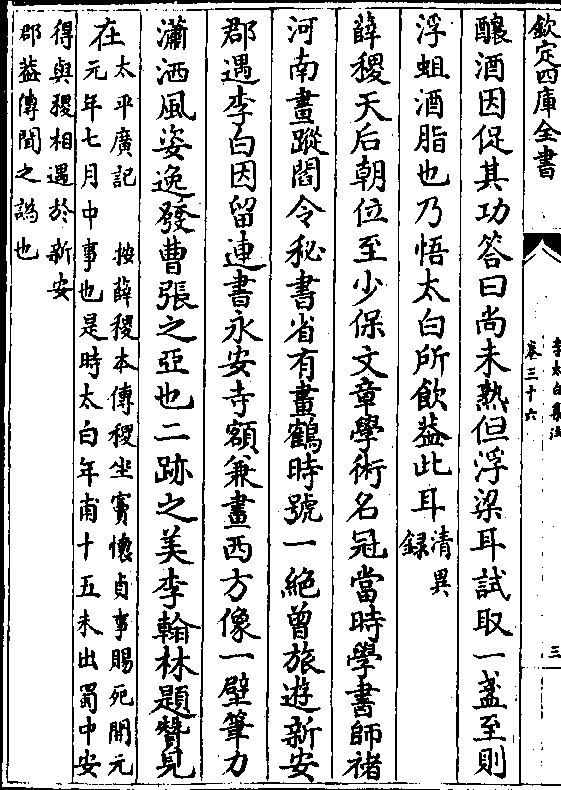 欽定四庫全書
李太白集注
卷三十六
三
釀酒因促其功答曰尚未熟但浮梁耳試取一盞至則
浮蛆酒脂也乃悟太白所飲蓋此耳清異
錄
薛稷天后朝位至少保文章學術名冠當時學書師褚
河南畫蹤閻令秘書省有畫鶴時號一絶曾旅遊新安
郡遇李白因留連書永安寺額兼畫西方像一壁筆力
瀟洒風姿逸發曹張之亞也二跡之美李翰林題贊見
在太平廣記 按薛稷本傳稷坐竇懷貞事賜死開元
元年七月中事也是時太白年甫十五未出蜀中安
得與稷相遇於新安
郡葢傳聞之譌也